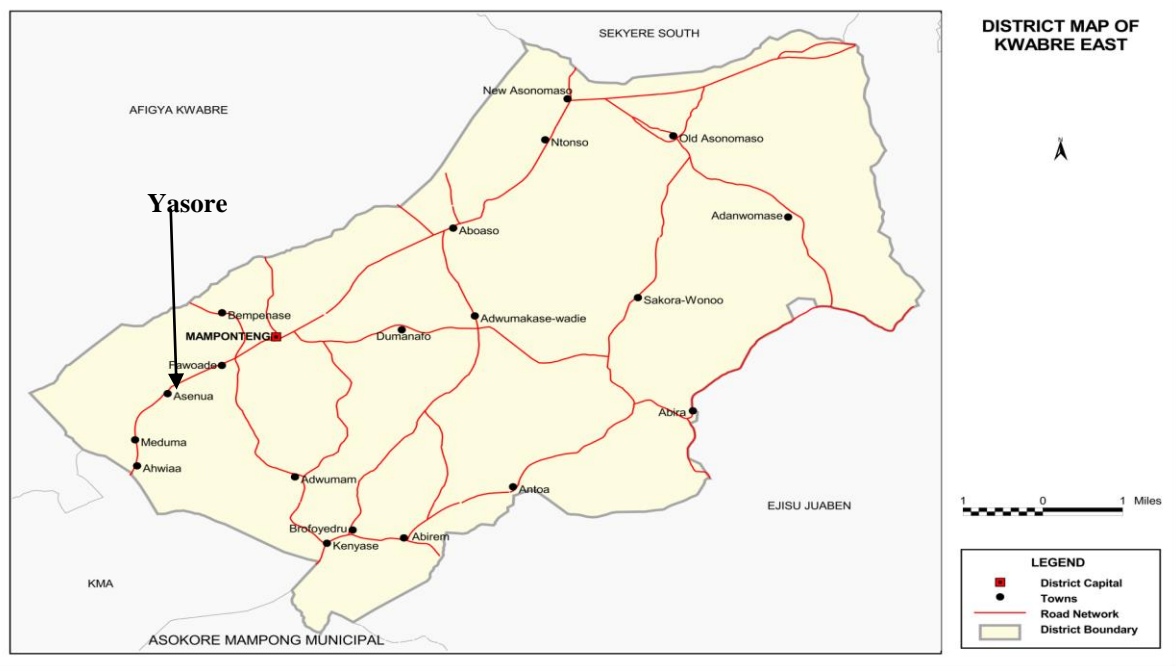 DISTRICT MAP OF
KWABRE EAST
SEKYERE SOUTH
AFIGYA KWABRE
New Asonomaso
Ntonso
Old Asonomaso
N
Yasore
Adanwomase
Aboaso
Sakora-Wonoo
Bempenase
Adwumakase-wadie
MAMPONTENG
Dumanafo
Fawoade
Asenua
Abira
Meduma
Ahwiaa
Adwumam
Antoa
1 0 1 Miles
EJISU JUABEN
Brofoyedru
Abirem
Kenyase
KMA
ASOKORE MAMPONG MUNICIPAL
LEGEND
District Capital
Towns
Road Network
District Boundary